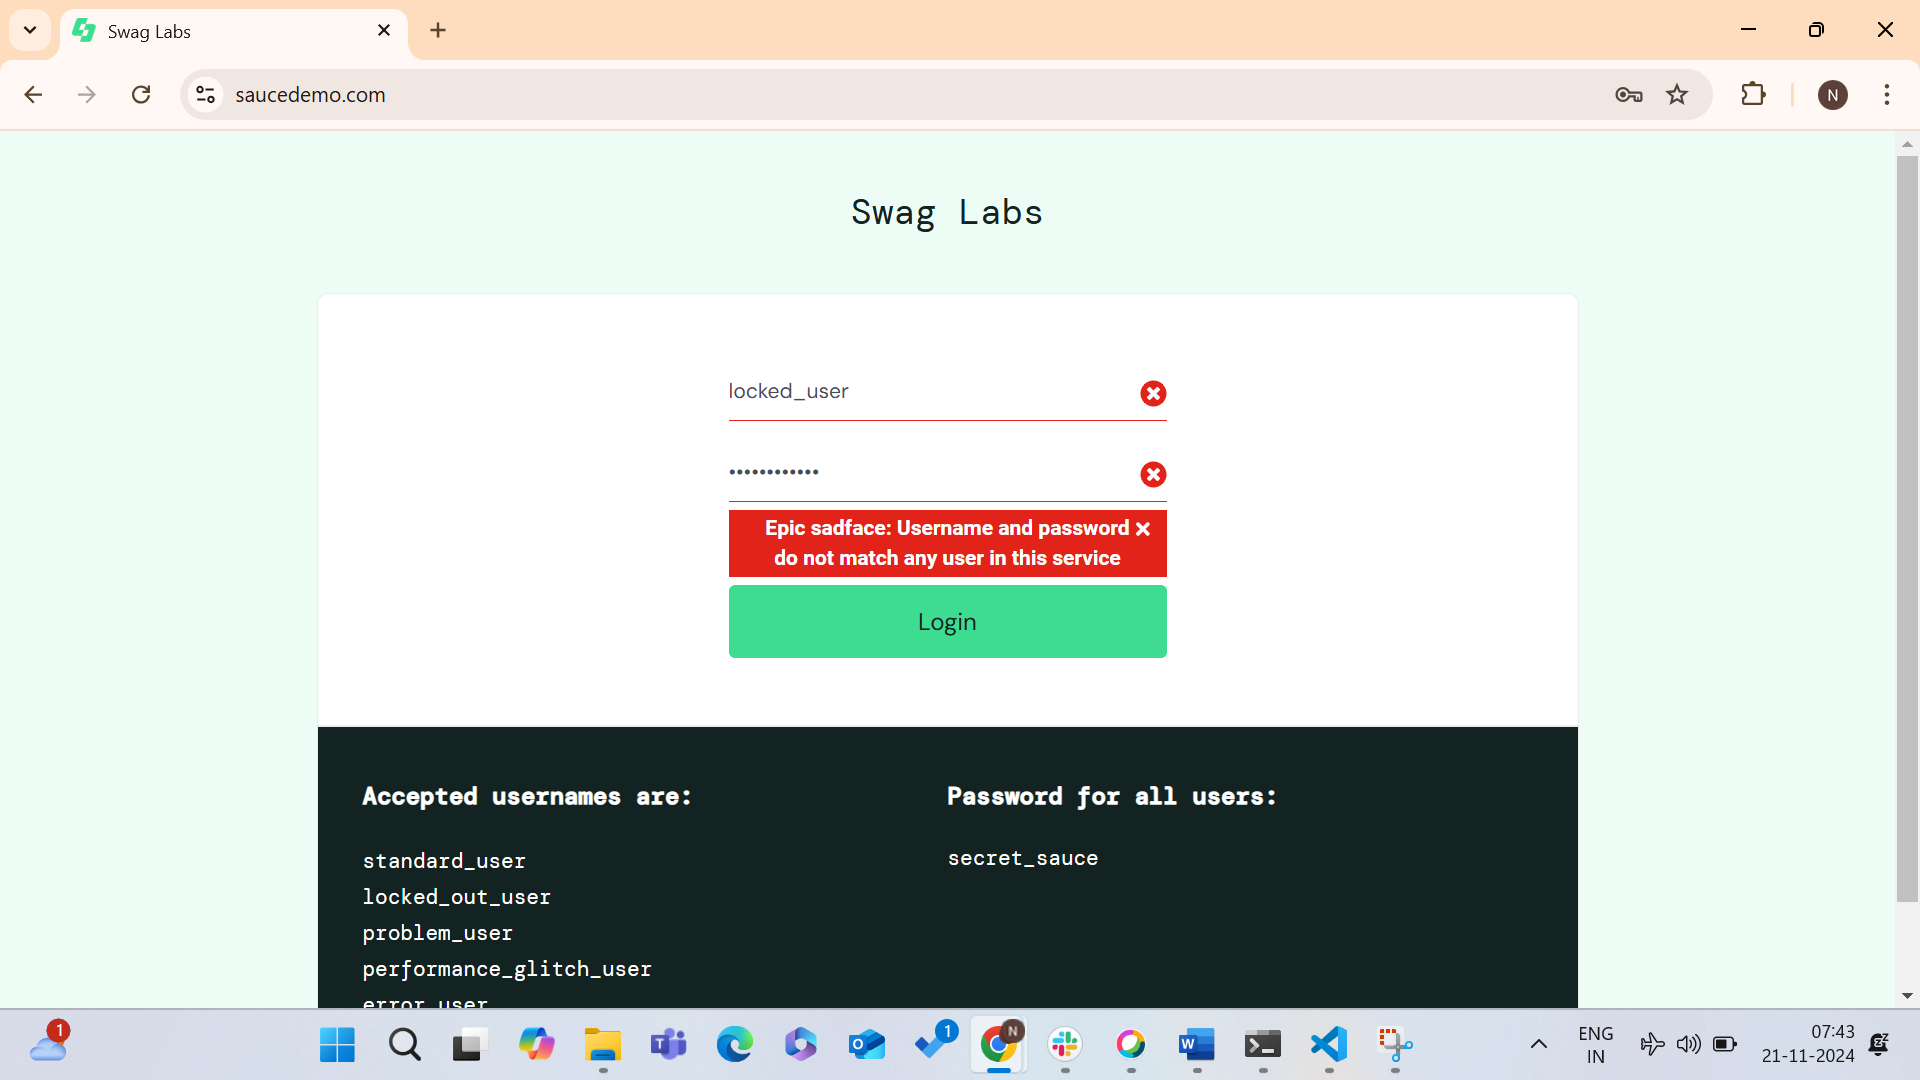 Swag Labs
saucedemo.com
N
Swag Labs
locked_user
••••••••••••
Epic sadface: Username and password
do not match any user in this service
Login
Accepted usernames are:
standard_user
locked_out_user
problem_user
performance_glitch_user
error_user
Password for all users:
secret_sauce
1
1
N
ENG
IN
07:43
21-11-2024